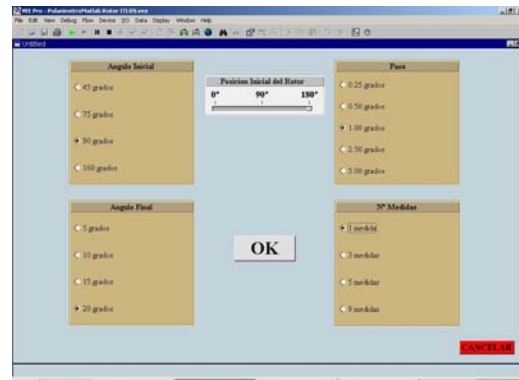 VEE Pro - PolarimetroMatlab Rotor ITGD.vee
File Edit View Debug Flow Device I/O Data Display Window Help
Untitled
Angulo Inicial
45 grados
75 grados
90 grados
160 grados
Posicion Inicial del Rotor
0° 90° 180°
Paso
0.25 grados
0.50 grados
1.00 grados
2.50 grados
5.00 grados
Angulo Final
5 grados
10 grados
15 grados
20 grados
OK
Nº Medidas
1 medida
3 medidas
5 medidas
9 medidas
CANCELAR